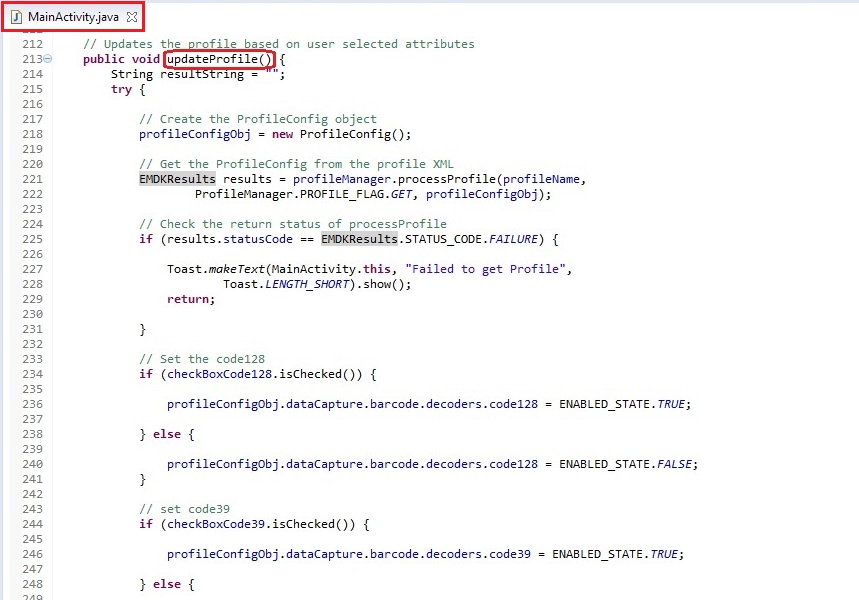 MainActivity.java
212 // Updates the profile based on user selected attributes
213 public void updateProfile() {
214 String resultString = "";
215 try {
216
217 // Create the ProfileConfig object
218 profileConfigObj = new ProfileConfig();
219
220 // Get the ProfileConfig from the profile XML
221 EMDKResults results = profileManager.processProfile(profileName,
222 ProfileManager.PROFILE_FLAG.GET, profileConfigObj);
223
224 // Check the return status of processProfile
225 if (results.statusCode == EMDKResults.STATUS_CODE.FAILURE) {
226
227 Toast.makeText(MainActivity.this, "Failed to get Profile",
228 Toast.LENGTH_SHORT).show();
229 return;
230
231 }
232
233 // Set the code128
234 if (checkBoxCode128.isChecked()) {
235
236 profileConfigObj.dataCapture.barcode.decoders.code128 = ENABLED_STATE.TRUE;
237
238 } else {
239
240 profileConfigObj.dataCapture.barcode.decoders.code128 = ENABLED_STATE.FALSE;
241 }
242
243 // set code39
244 if (checkBoxCode39.isChecked()) {
245
246 profileConfigObj.dataCapture.barcode.decoders.code39 = ENABLED_STATE.TRUE;
247
248 } else {